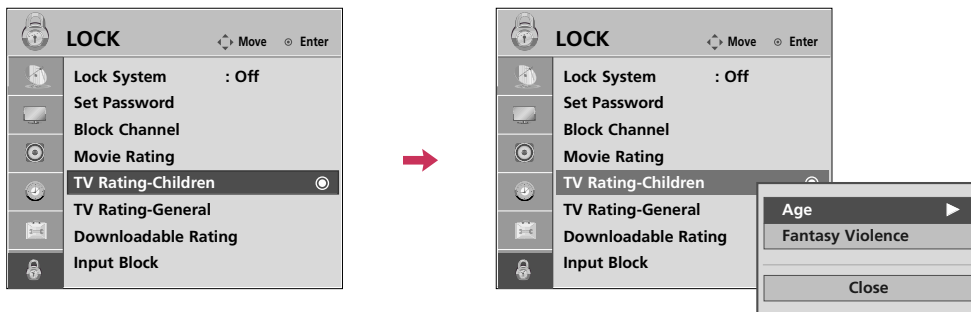 LOCK
Move Enter
Lock System : Off
Set Password
Block Channel
Movie Rating
TV Rating-Children
TV Rating-General
Downloadable Rating
Input Block
LOCK
Move Enter
Lock System : Off
Set Password
Block Channel
Movie Rating
TV Rating-Children
TV Rating-General
Downloadable Rating
Input Block
Age
Fantasy Violence
Close